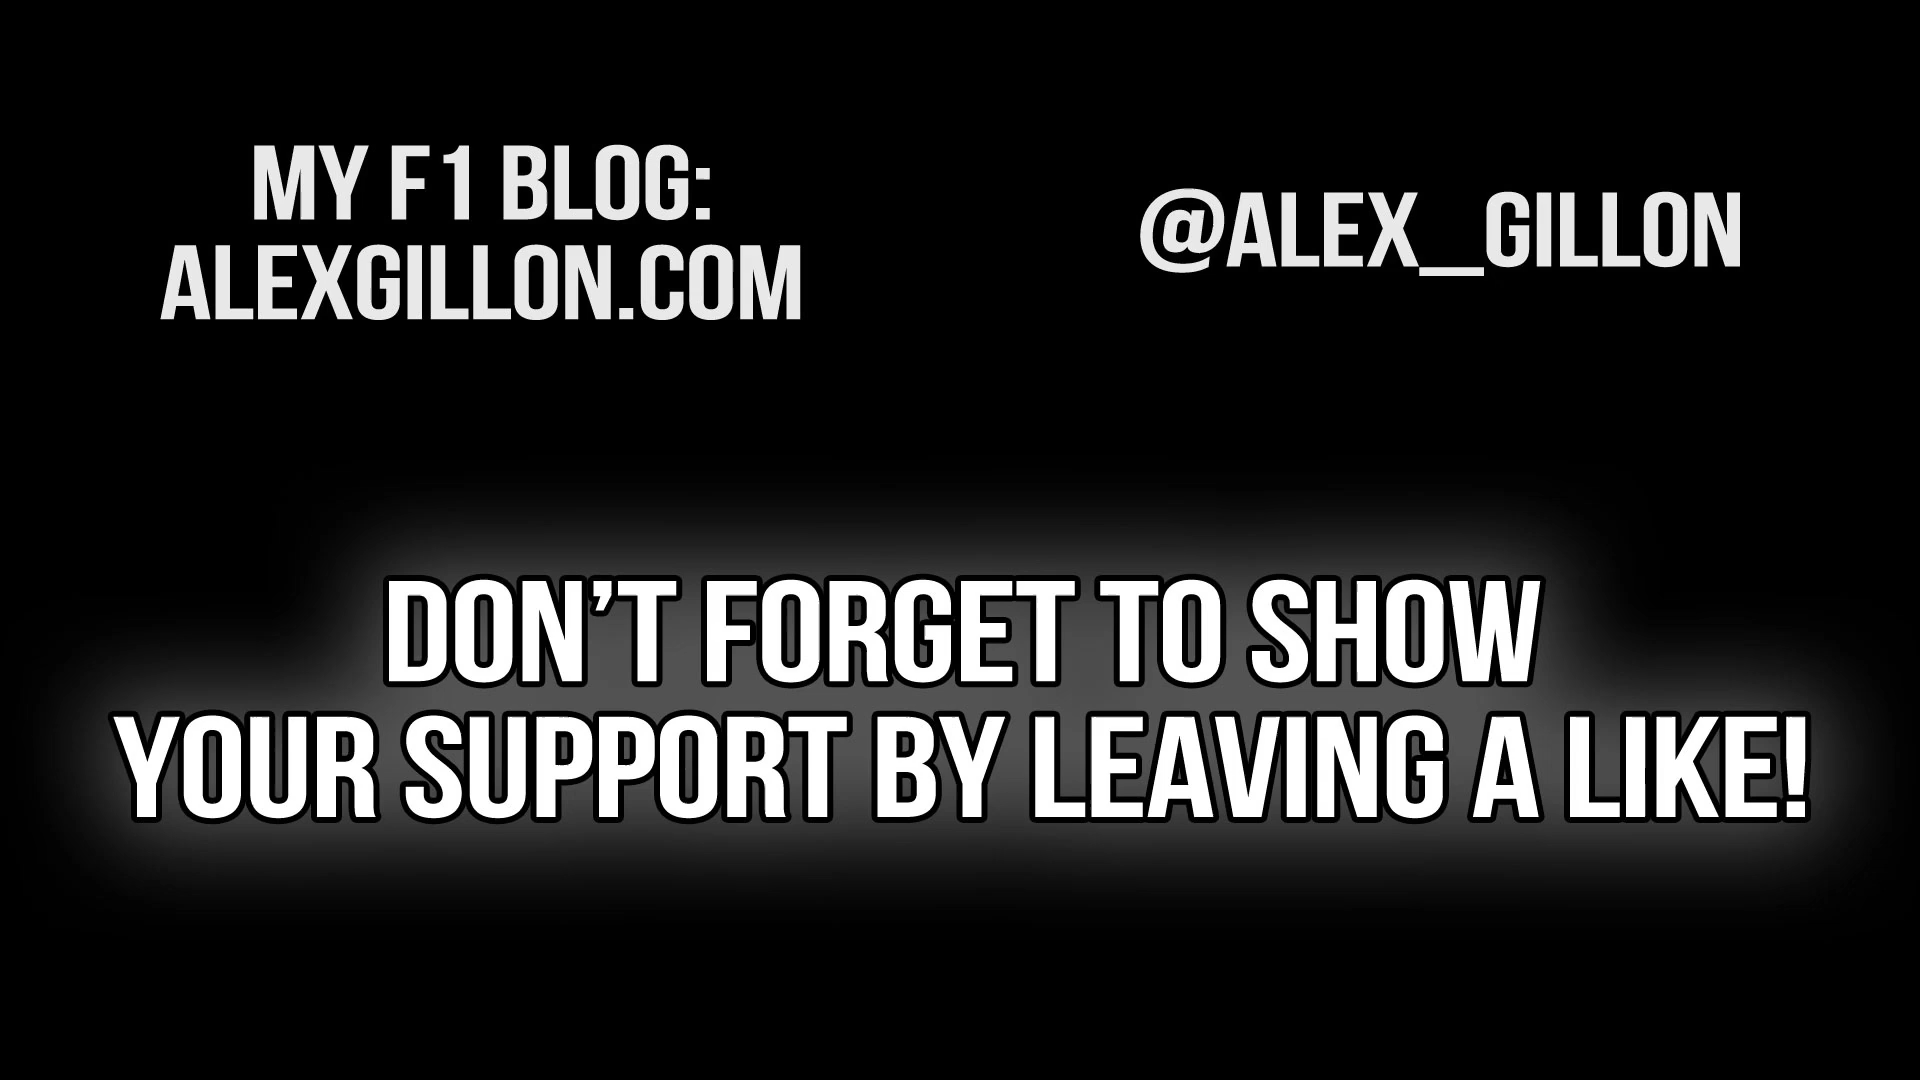 MY F1 BLOG:
ALEXGILLON.COM
@ALEX_GILLON
DON’T FORGET TO SHOW
YOUR SUPPORT BY LEAVING A LIKE!